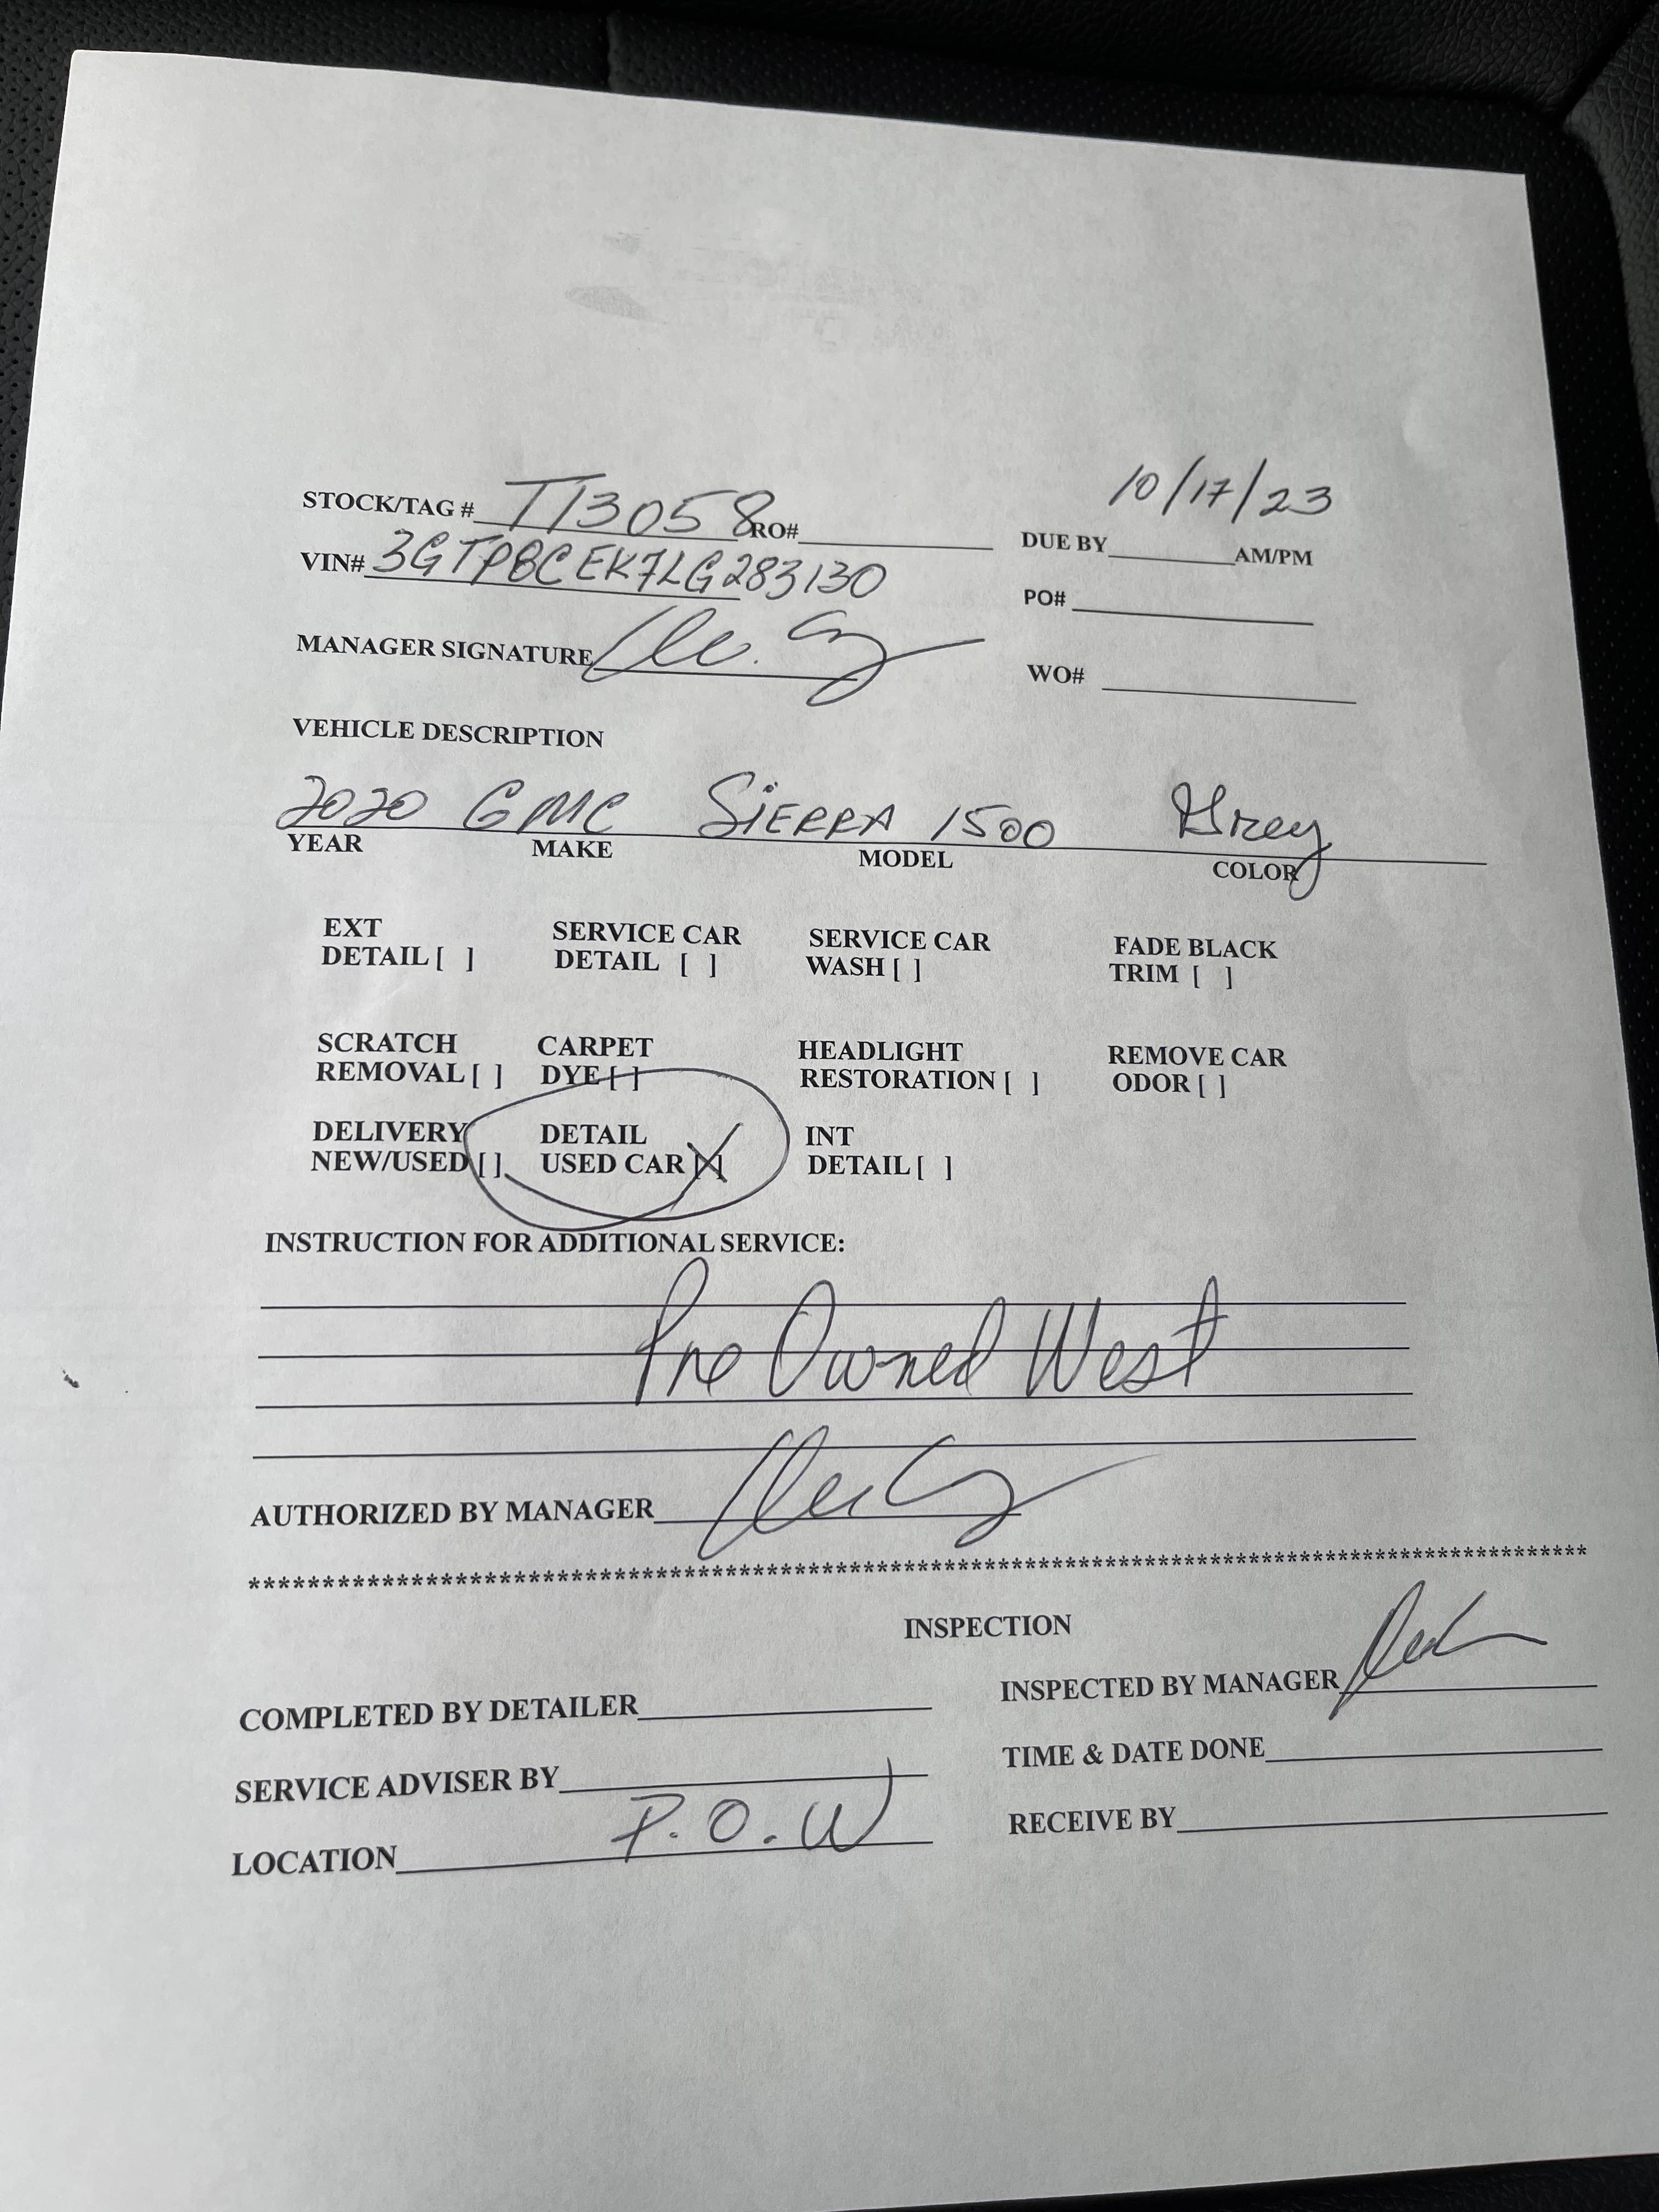 10/17/23
STOCK/TAG # T13058 RO#
DUE BY AM/PM
VIN# 3GTP8CEK7LG283130
PO#
MANAGER SIGNATURE
WO#
VEHICLE DESCRIPTION
2020 GMC SIERRA 1500 Grey
YEAR MAKE MODEL COLOR
EXT SERVICE CAR SERVICE CAR FADE BLACK
DETAIL [ ] DETAIL [ ] WASH [ ] TRIM [ ]
SCRATCH CARPET HEADLIGHT REMOVE CAR
REMOVAL [ ] DYE [ ] RESTORATION [ ] ODOR [ ]
DELIVERY DETAIL INT
NEW/USED [ ] USED CAR [X] DETAIL [ ]
INSTRUCTION FOR ADDITIONAL SERVICE:
Pre Owned West
AUTHORIZED BY MANAGER
********************************************************************************************
INSPECTION
COMPLETED BY DETAILER INSPECTED BY MANAGER
SERVICE ADVISER BY TIME & DATE DONE
LOCATION P.O.W RECEIVE BY